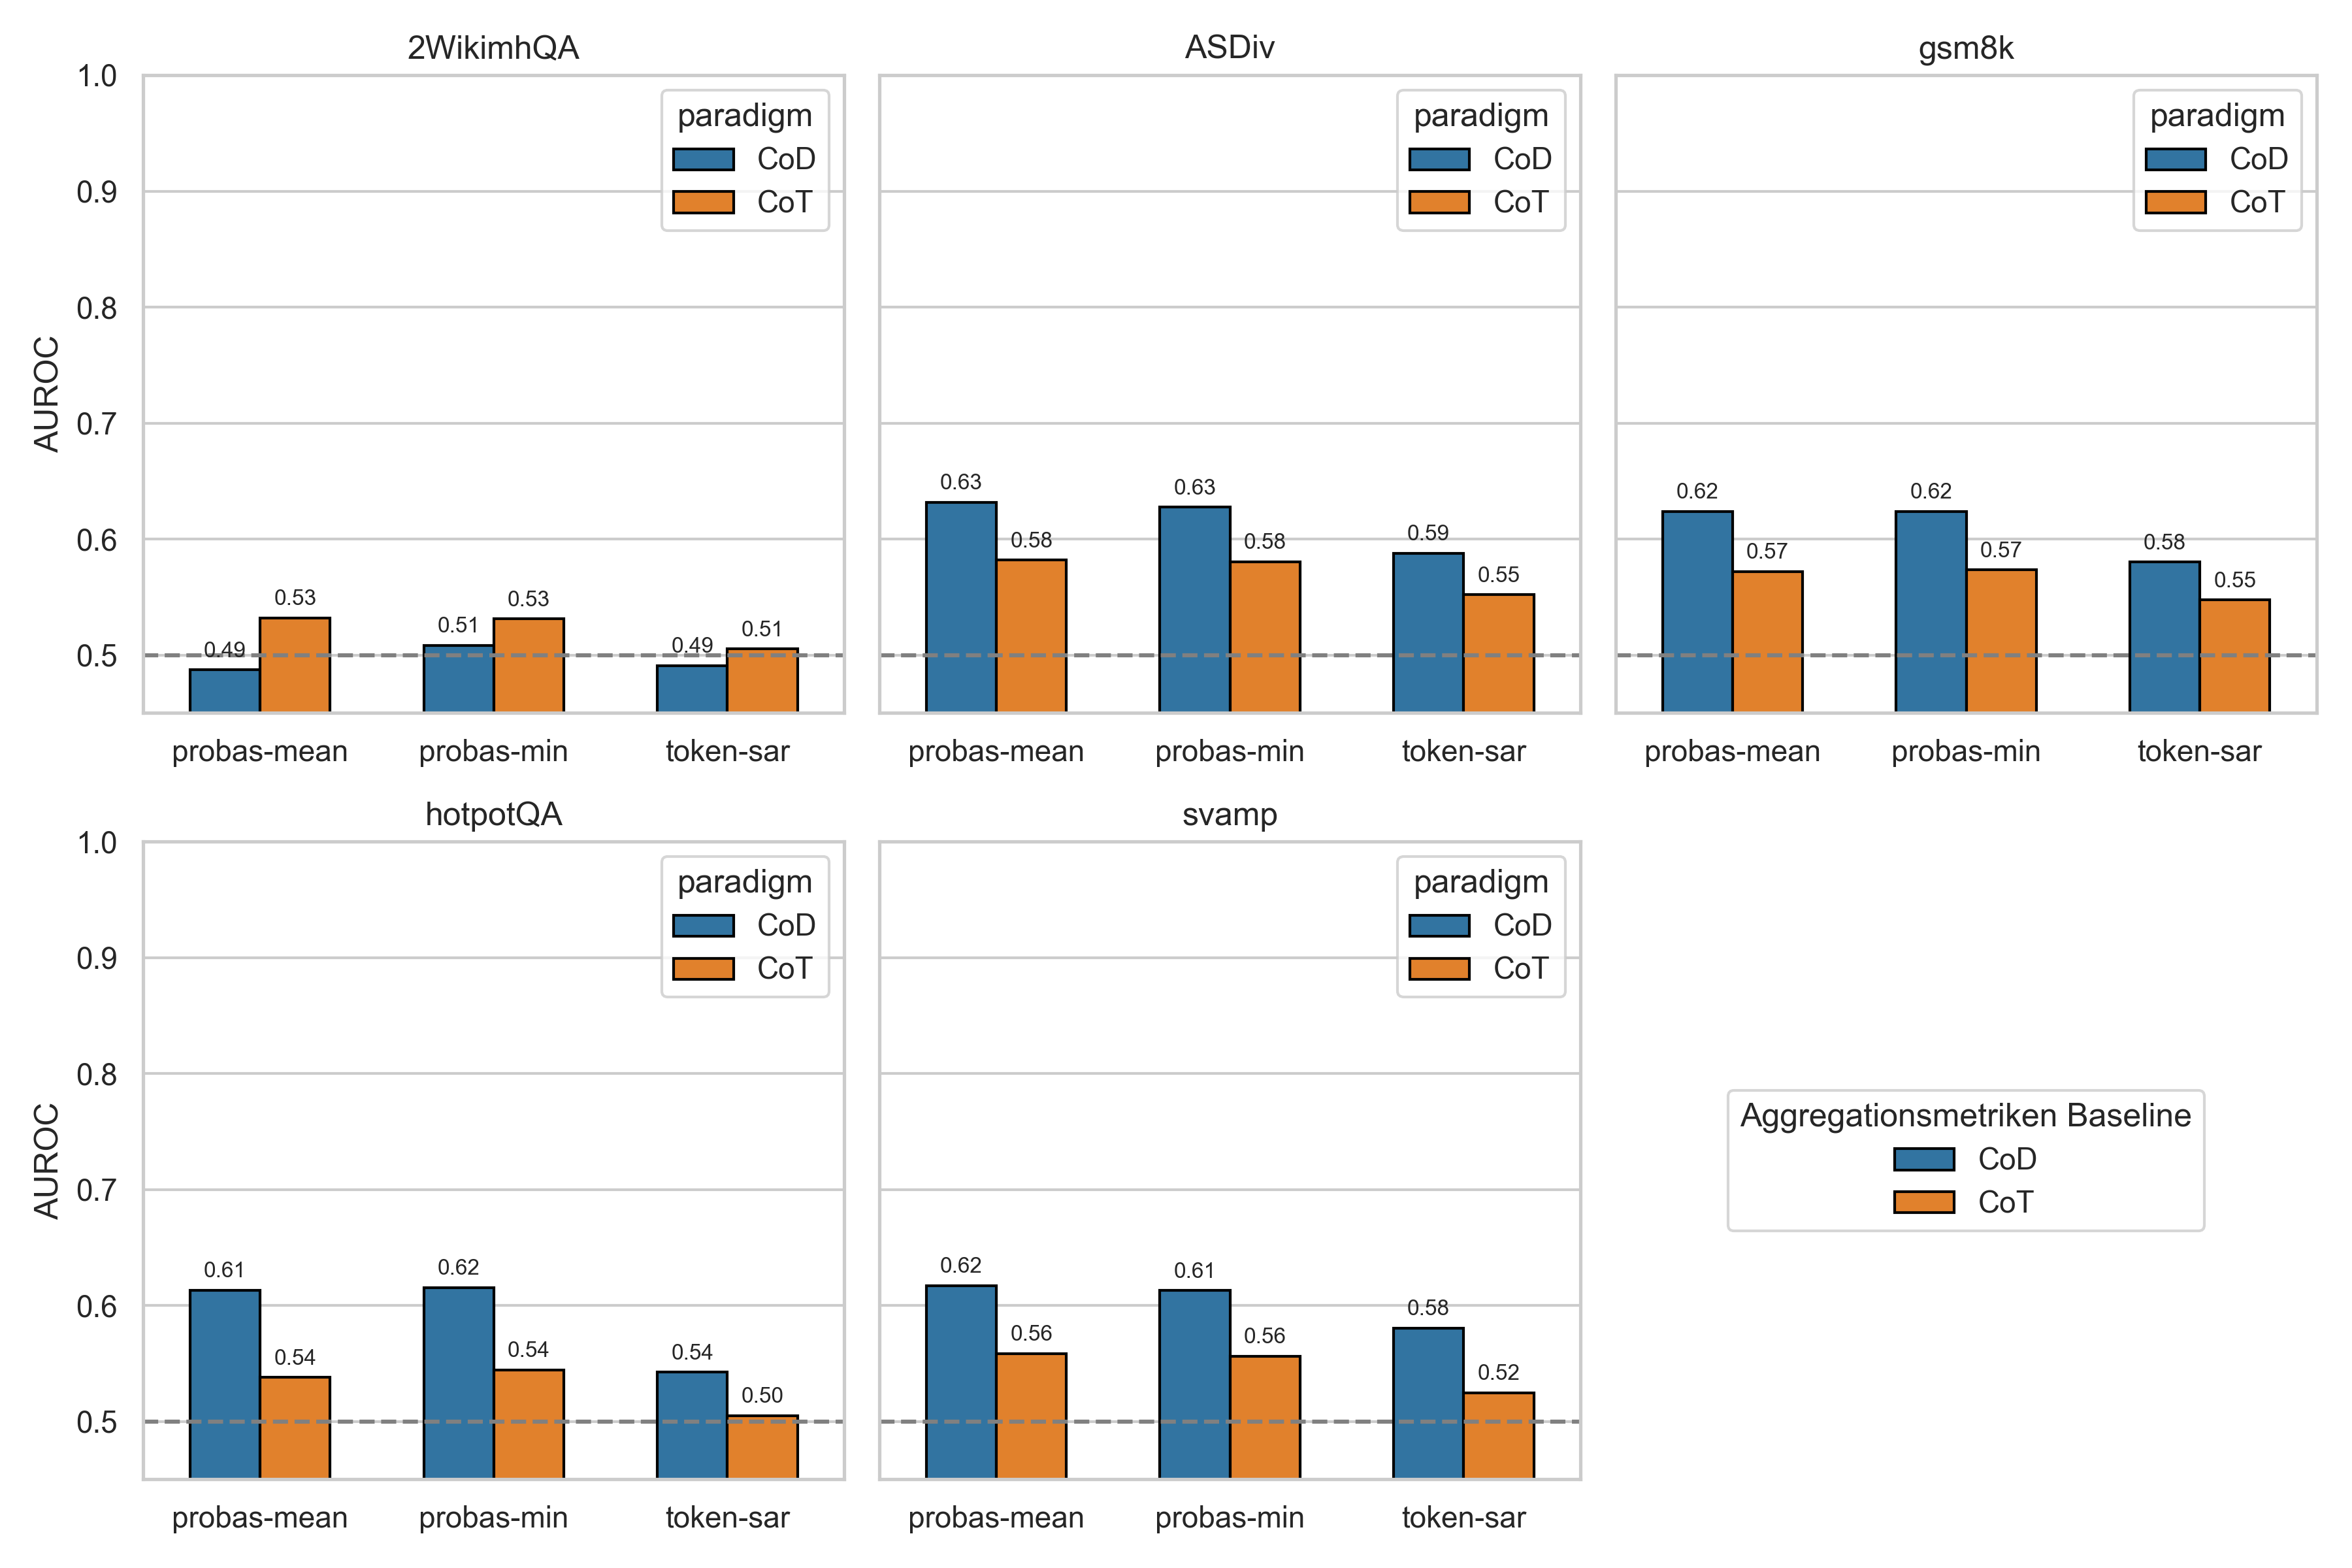 2WikimhQA
AUROC
1.0
0.9
0.8
0.7
0.6
0.5
paradigm
CoD
CoT
0.49
0.53
0.51
0.53
0.49
0.51
probas-mean
probas-min
token-sar
ASDiv
paradigm
CoD
CoT
0.63
0.58
0.63
0.58
0.59
0.55
probas-mean
probas-min
token-sar
gsm8k
paradigm
CoD
CoT
0.62
0.57
0.62
0.57
0.58
0.55
probas-mean
probas-min
token-sar
hotpotQA
AUROC
1.0
0.9
0.8
0.7
0.6
0.5
paradigm
CoD
CoT
0.61
0.54
0.62
0.54
0.54
0.50
probas-mean
probas-min
token-sar
svamp
paradigm
CoD
CoT
0.62
0.56
0.61
0.56
0.58
0.52
probas-mean
probas-min
token-sar
Aggregationsmetriken Baseline
CoD
CoT